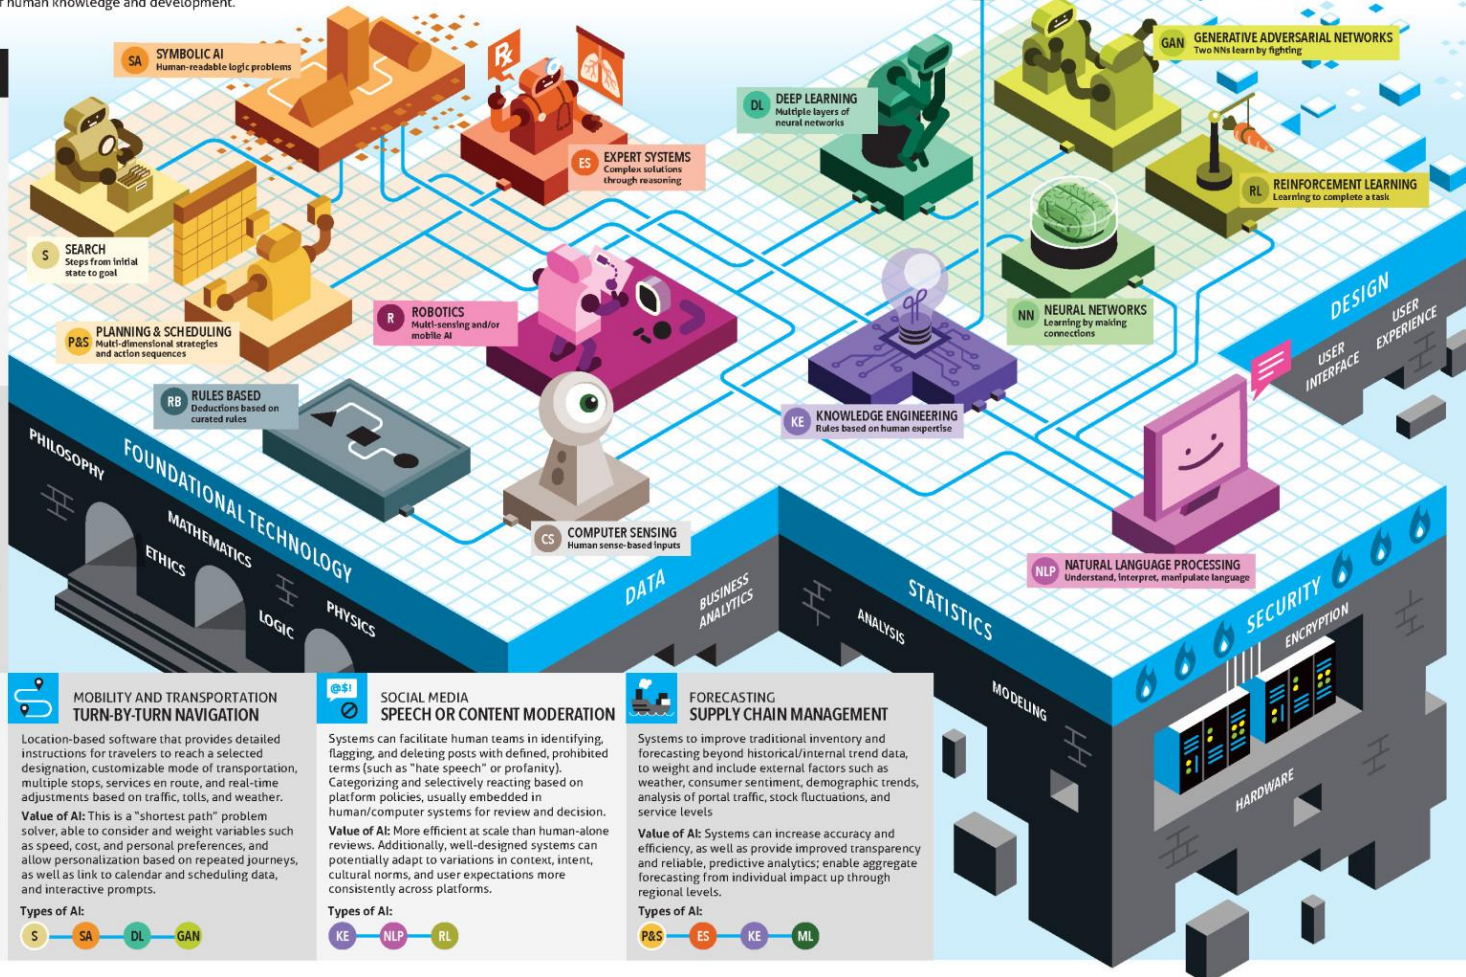 f human knowledge and development.
SA
SYMBOLIC AI
Human-readable logic problems
GAN
GENERATIVE ADVERSARIAL NETWORKS
Two NNs learn by fighting
Rx
DL
DEEP LEARNING
Multiple layers of
neural networks
ES
EXPERT SYSTEMS
Complex solutions
through reasoning
RL
REINFORCEMENT LEARNING
Learning to complete a task
S
SEARCH
Steps from initial
state to goal
R
ROBOTICS
Multi-sensing and/or
mobile AI
NN
NEURAL NETWORKS
Learning by making
connections
P&S
PLANNING & SCHEDULING
Multi-dimensional strategies
and action sequences
DESIGN
USER
EXPERIENCE
USER
INTERFACE
RB
RULES BASED
Deductions based on
curated rules
KE
KNOWLEDGE ENGINEERING
Rules based on human expertise
CS
COMPUTER SENSING
Human sense-based inputs
NLP
NATURAL LANGUAGE PROCESSING
Understand, interpret, manipulate language
FOUNDATIONAL TECHNOLOGY
PHILOSOPHY
MATHEMATICS
ETHICS
LOGIC
PHYSICS
DATA
BUSINESS
ANALYTICS
STATISTICS
ANALYSIS
MODELING
SECURITY
ENCRYPTION
HARDWARE
MOBILITY AND TRANSPORTATION
TURN-BY-TURN NAVIGATION
Location-based software that provides detailed
instructions for travelers to reach a selected
designation, customizable mode of transportation,
multiple stops, services en route, and real-time
adjustments based on traffic, tolls, and weather.
Value of AI: This is a "shortest path" problem
solver, able to consider and weight variables such
as speed, cost, and personal preferences, and
allow personalization based on repeated journeys,
as well as link to calendar and scheduling data,
and interactive prompts.
Types of AI:
S SA DL GAN
@$!
SOCIAL MEDIA
SPEECH OR CONTENT MODERATION
Systems can facilitate human teams in identifying,
flagging, and deleting posts with defined, prohibited
terms (such as "hate speech" or profanity).
Categorizing and selectively reacting based on
platform policies, usually embedded in
human/computer systems for review and decision.
Value of AI: More efficient at scale than human-alone
reviews. Additionally, well-designed systems can
potentially adapt to variations in context, intent,
cultural norms, and user expectations more
consistently across platforms.
Types of AI:
KE NLP RL
FORECASTING
SUPPLY CHAIN MANAGEMENT
Systems to improve traditional inventory and
forecasting beyond historical/internal trend data,
to weight and include external factors such as
weather, consumer sentiment, demographic trends,
analysis of portal traffic, stock fluctuations, and
service levels
Value of AI: Systems can increase accuracy and
efficiency, as well as provide improved transparency
and reliable, predictive analytics; enable aggregate
forecasting from individual impact up through
regional levels.
Types of AI:
P&S ES KE ML